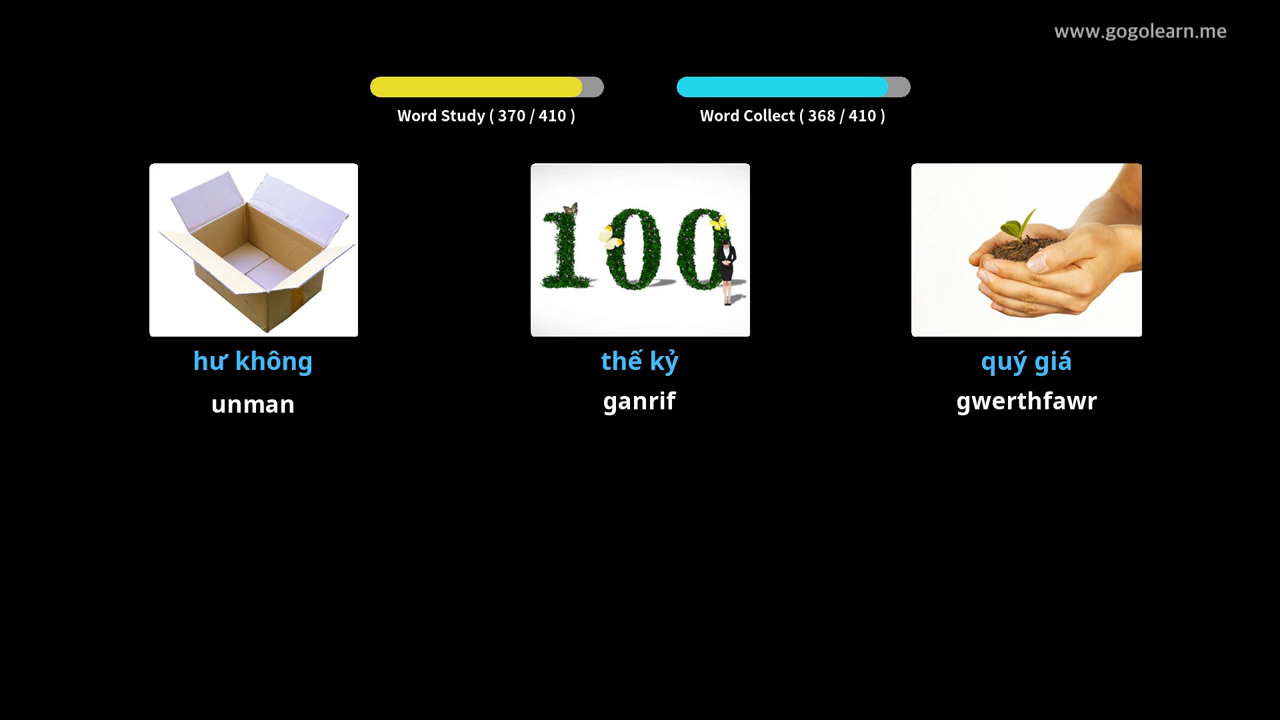 www.gogolearn.me
Word Study ( 370 / 410 )
Word Collect ( 368 / 410 )
100
hư không
thế kỷ
quý giá
unman
ganrif
gwerthfawr